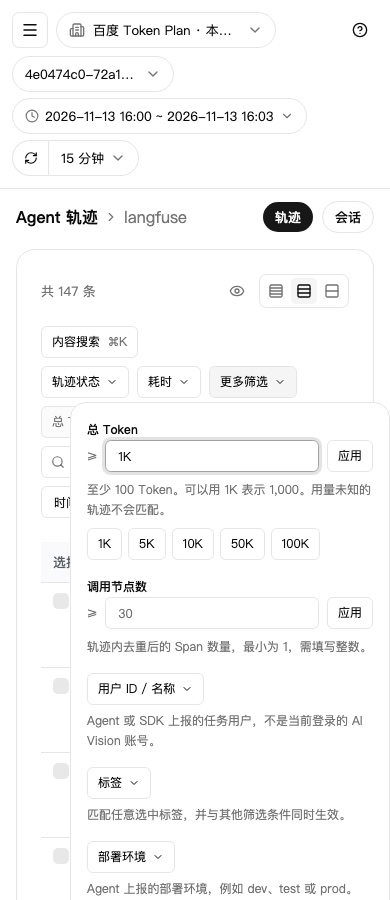 百度 Token Plan · 本...
4e0474c0-72a1...
2026-11-13 16:00 ~ 2026-11-13 16:03
15 分钟
Agent 轨迹 > langfuse
轨迹 会话
共 147 条
内容搜索 ⌘K
轨迹状态 耗时 更多筛选
总
总 Token
≥ 1K 应用
至少 100 Token。可以用 1K 表示 1,000。用量未知的
轨迹不会匹配。
1K 5K 10K 50K 100K
时间
调用节点数
选择
≥ 30 应用
轨迹内去重后的 Span 数量，最小为 1，需填写整数。
用户 ID / 名称
Agent 或 SDK 上报的任务用户，不是当前登录的 AI
Vision 账号。
标签
匹配任意选中标签，并与其他筛选条件同时生效。
部署环境
Agent 上报的部署环境，例如 dev、test 或 prod。